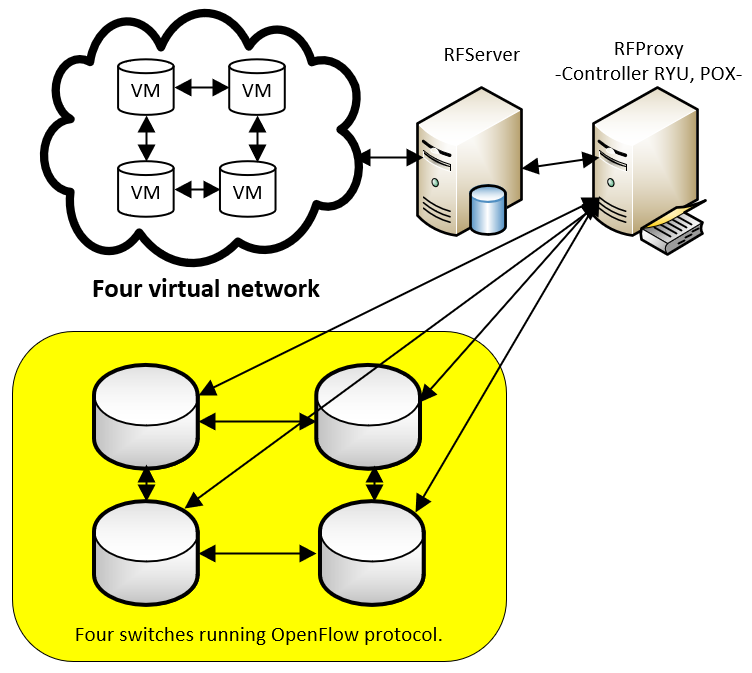 RFServer
RFProxy
-Controller RYU, POX-
VM
VM
VM
VM
Four virtual network
Four switches running OpenFlow protocol.